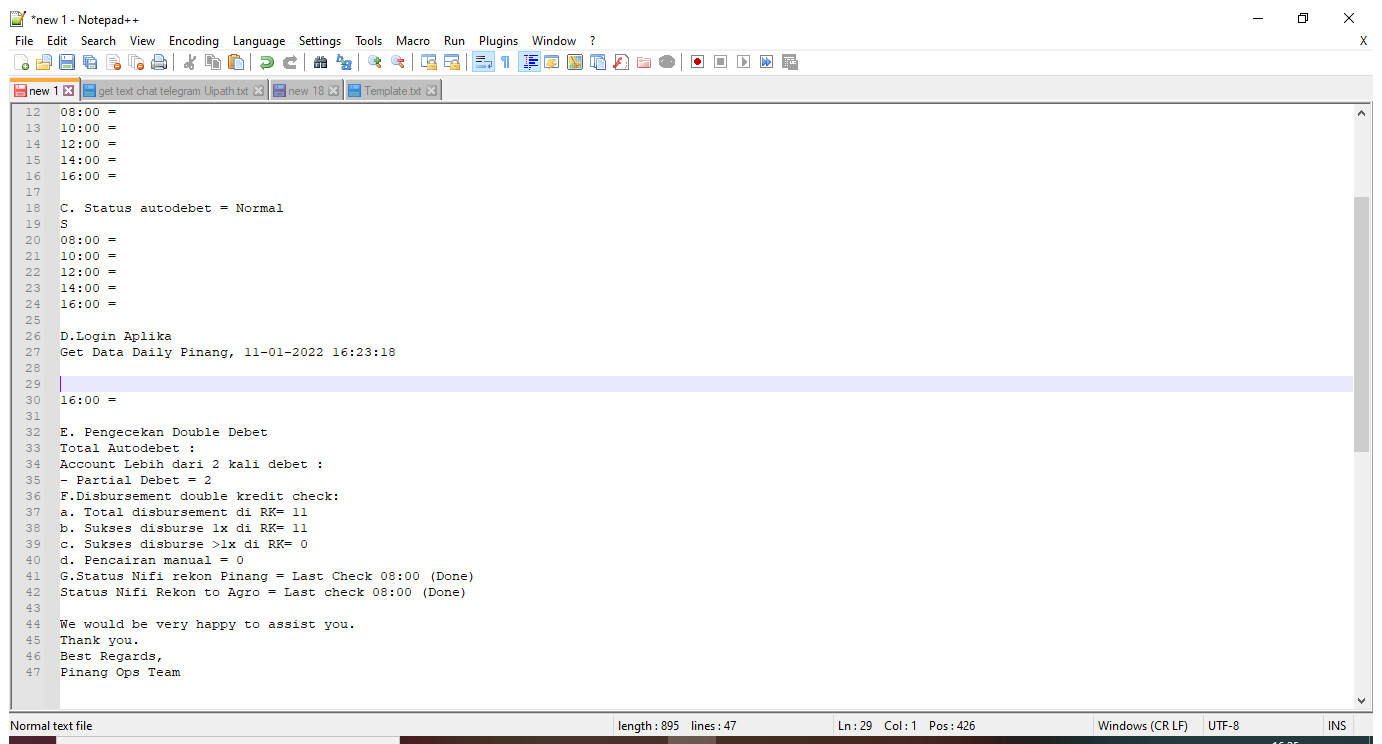 *new 1 - Notepad++
File Edit Search View Encoding Language Settings Tools Macro Run Plugins Window ? X
new 1 get text chat telegram Uipath.txt new 18 Template.txt
12 08:00 =
13 10:00 =
14 12:00 =
15 14:00 =
16 16:00 =
17
18 C. Status autodebet = Normal
19 S
20 08:00 =
21 10:00 =
22 12:00 =
23 14:00 =
24 16:00 =
25
26 D.Login Aplika
27 Get Data Daily Pinang, 11-01-2022 16:23:18
28
29
30 16:00 =
31
32 E. Pengecekan Double Debet
33 Total Autodebet :
34 Account Lebih dari 2 kali debet :
35 - Partial Debet = 2
36 F.Disbursement double kredit check:
37 a. Total disbursement di RK= 11
38 b. Sukses disburse 1x di RK= 11
39 c. Sukses disburse >1x di RK= 0
40 d. Pencairan manual = 0
41 G.Status Nifi rekon Pinang = Last Check 08:00 (Done)
42 Status Nifi Rekon to Agro = Last check 08:00 (Done)
43
44 We would be very happy to assist you.
45 Thank you.
46 Best Regards,
47 Pinang Ops Team
Normal text file length : 895 lines : 47 Ln : 29 Col : 1 Pos : 426 Windows (CR LF) UTF-8 INS